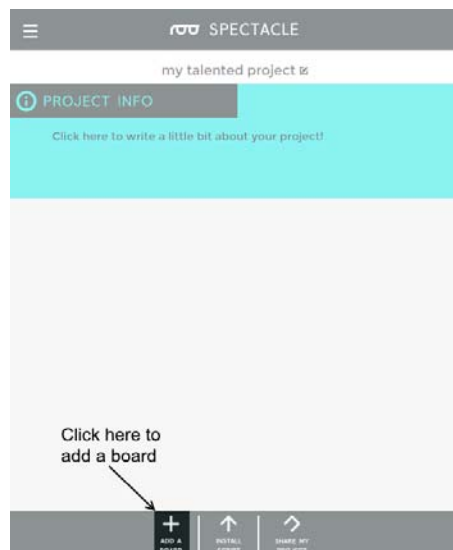 SPECTACLE
my talented project
PROJECT INFO
Click here to write a little bit about your project!
Click here to
add a board
ADD A
BOARD
INSTALL
SHARE MY
PROJECT